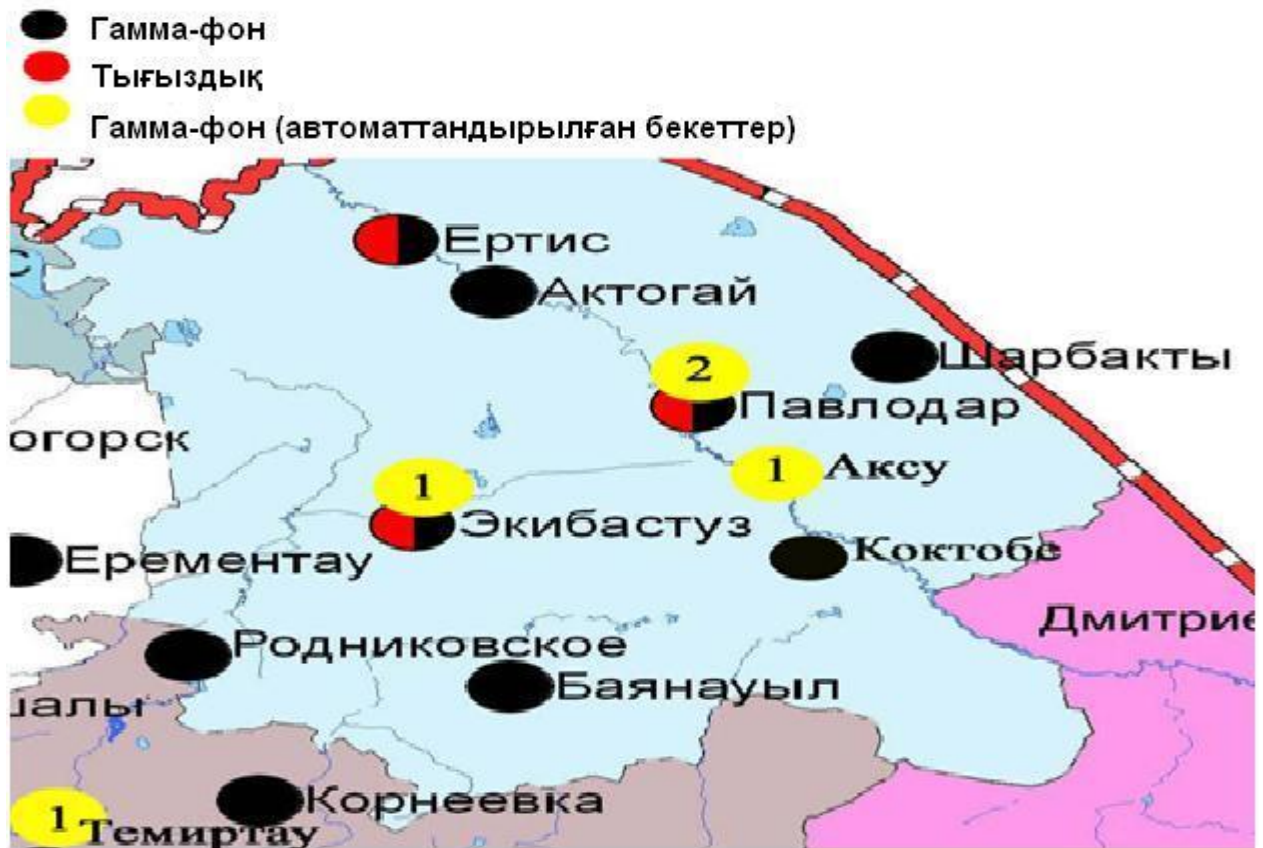 Гамма-фон
Тығыздық
Гамма-фон (автоматтандырылған бекеттер)
Ертис
Актогай
Шарбакты
2
Павлодар
огорск
1
Аксу
1
Экибастуз
Коктобе
Ерементау
Дмитрие
Родниковское
Баянауыл
шалы
Корнеевка
1
Темиртау